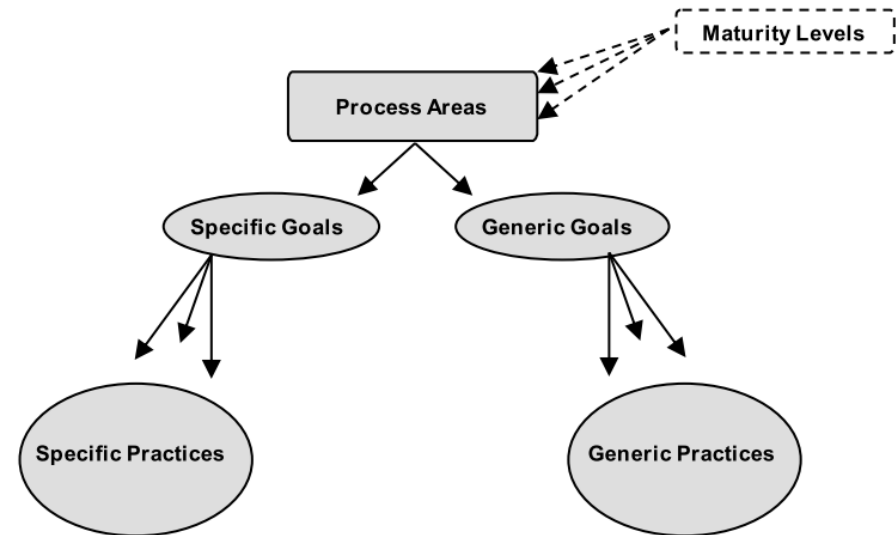 Maturity Levels
Process Areas
Specific Goals
Generic Goals
Specific Practices
Generic Practices